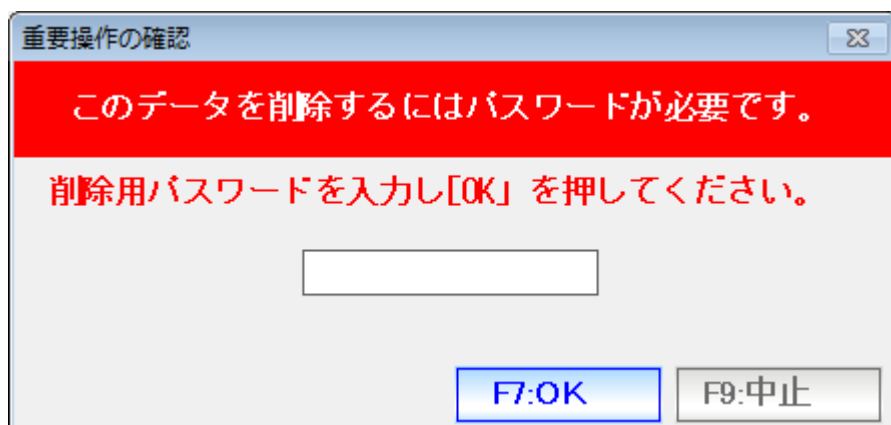 重要操作の確認
このデータを削除するにはパスワードが必要です。
削除用パスワードを入力し[OK」を押してください。
F7:OK
F9:中止